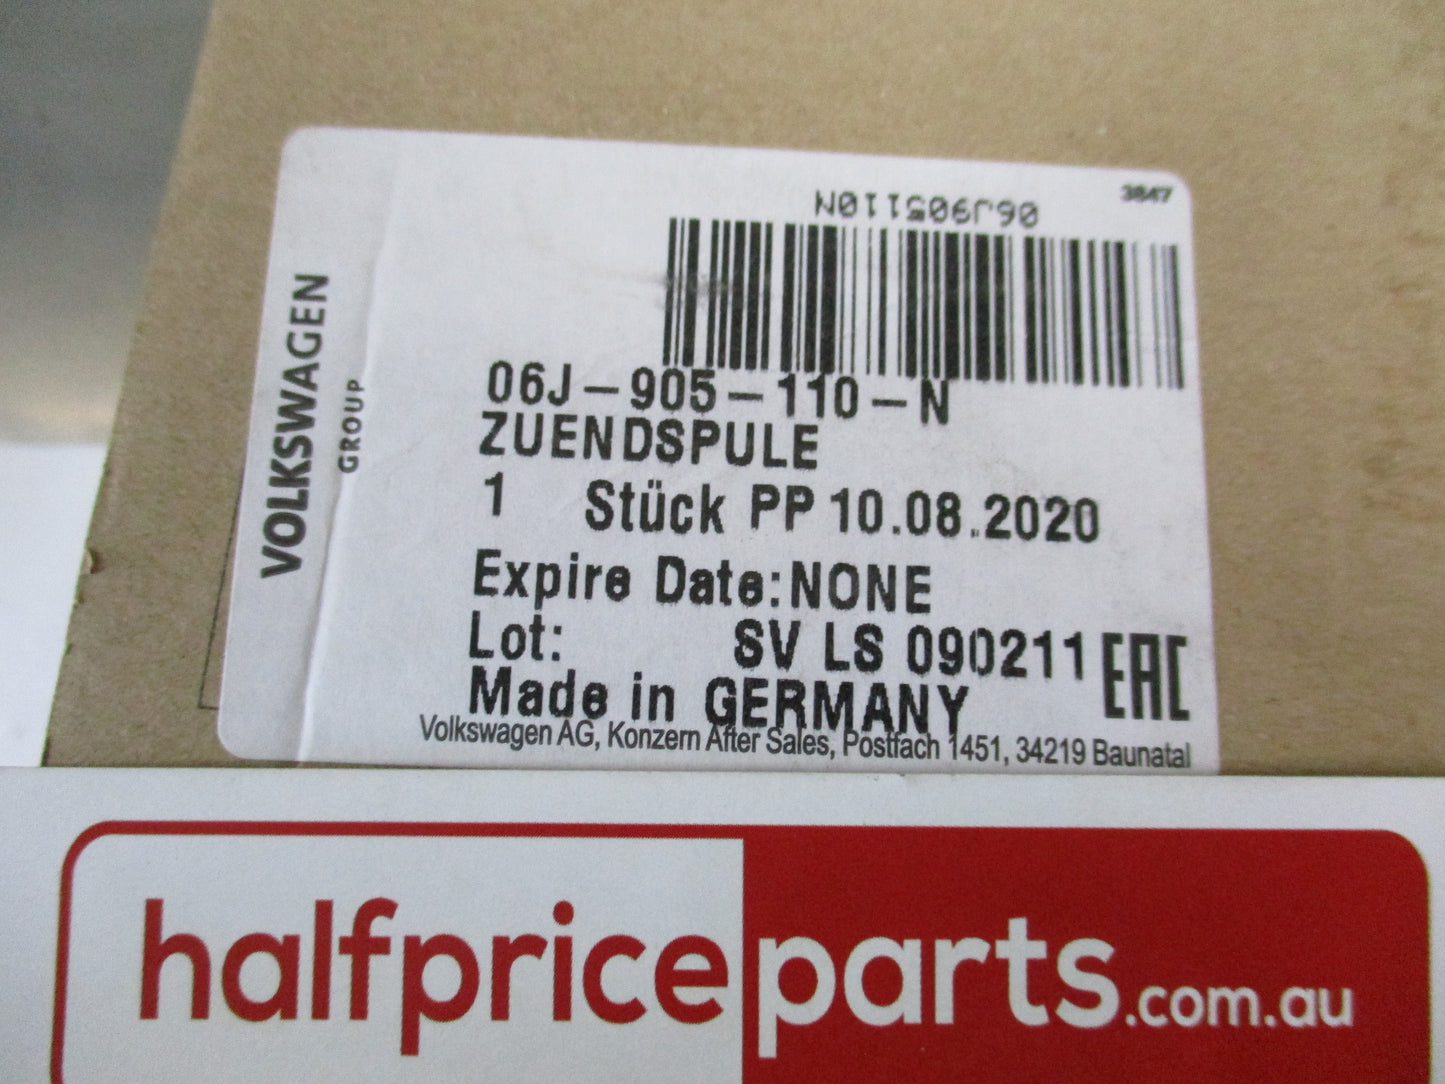 3847
06J905110N
VOLKSWAGEN
GROUP
06J-905-110-N
ZUENDSPULE
1 Stück PP 10.08.2020
Expire Date:NONE
Lot: SV LS 090211
EAC
Made in GERMANY
Volkswagen AG, Konzern After Sales, Postfach 1451, 34219 Baunatal
halfpriceparts.com.au